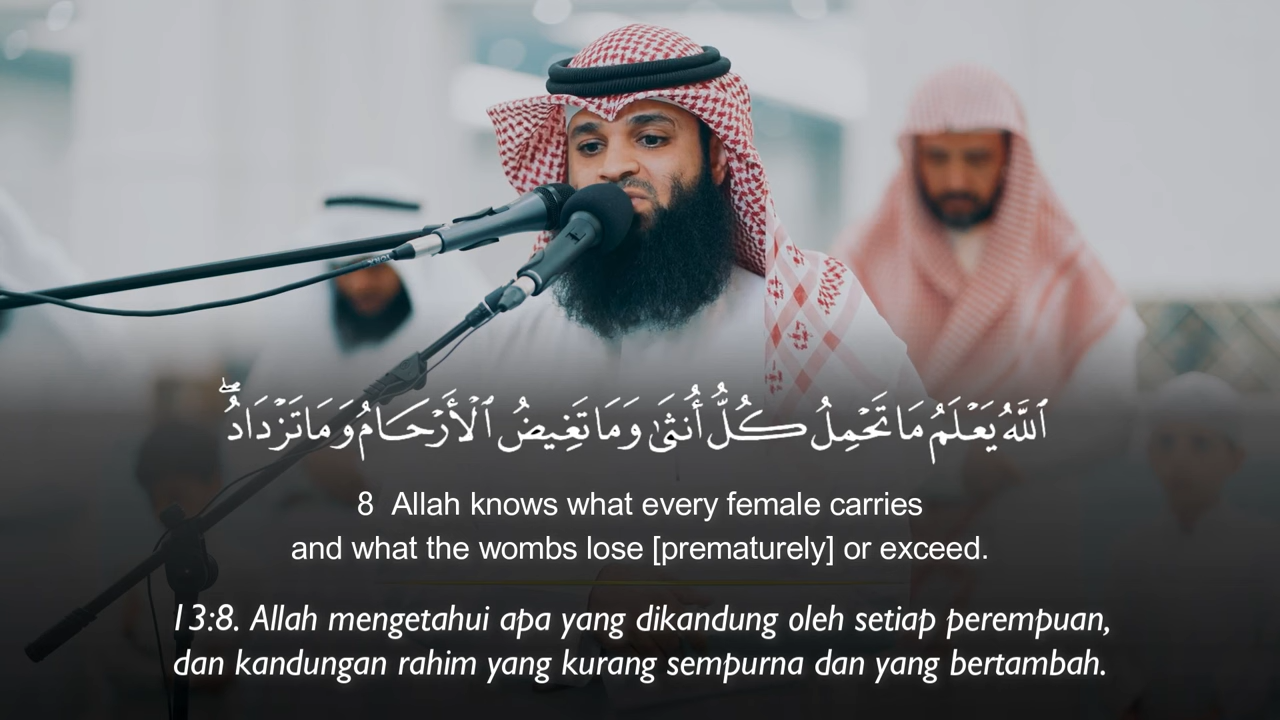 ٱللَّهُ يَعْلَمُ مَا تَحْمِلُ كُلُّ أُنثَىٰ وَمَا تَغِيضُ ٱلْأَرْحَامُ وَمَا تَزْدَادُ ۖ
8 Allah knows what every female carries
and what the wombs lose [prematurely] or exceed.
13:8. Allah mengetahui apa yang dikandung oleh setiap perempuan,
dan kandungan rahim yang kurang sempurna dan yang bertambah.